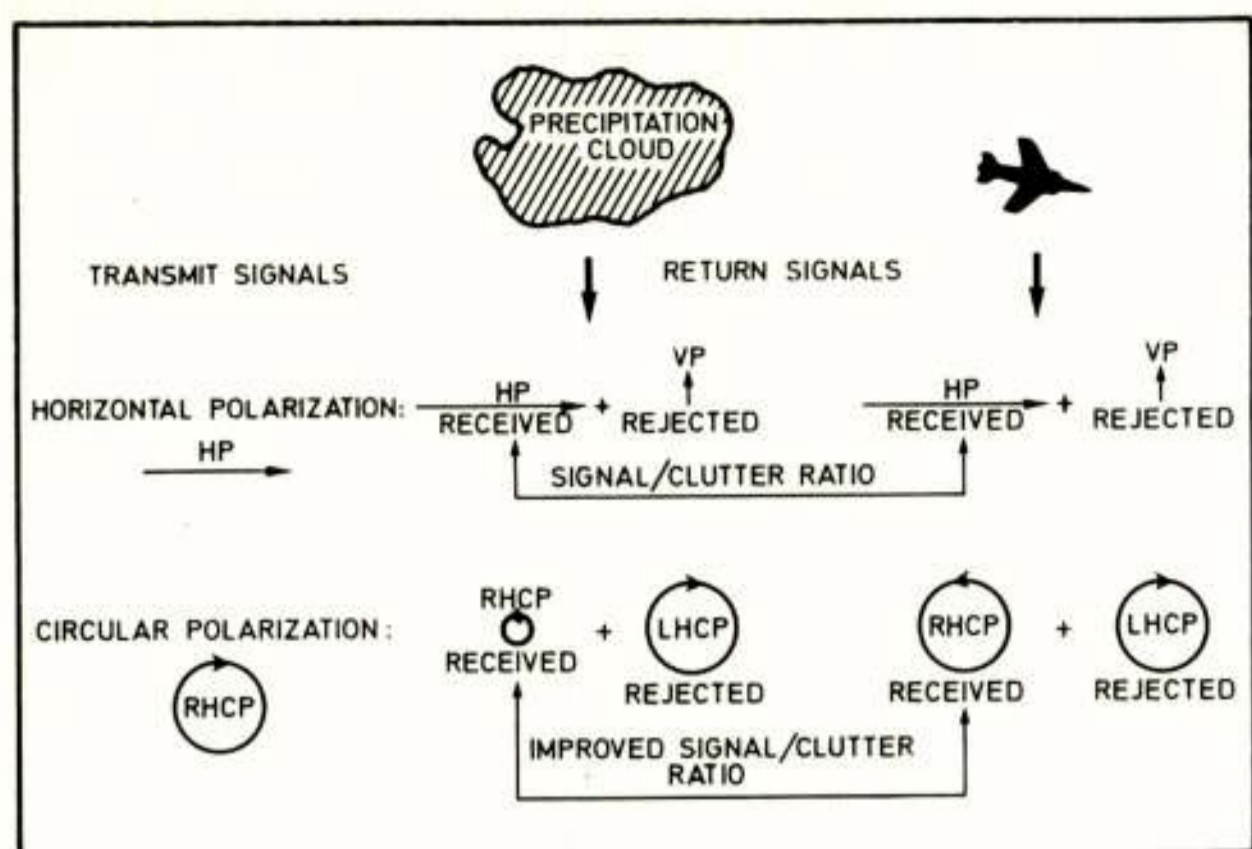 PRECIPITATION
CLOUD
TRANSMIT SIGNALS
RETURN SIGNALS
HORIZONTAL POLARIZATION:
HP
HP
RECEIVED
+
VP
REJECTED
HP
RECEIVED
+
VP
REJECTED
SIGNAL/CLUTTER RATIO
CIRCULAR POLARIZATION:
RHCP
RHCP
RECEIVED
+
LHCP
REJECTED
RHCP
RECEIVED
+
LHCP
REJECTED
IMPROVED SIGNAL/CLUTTER
RATIO